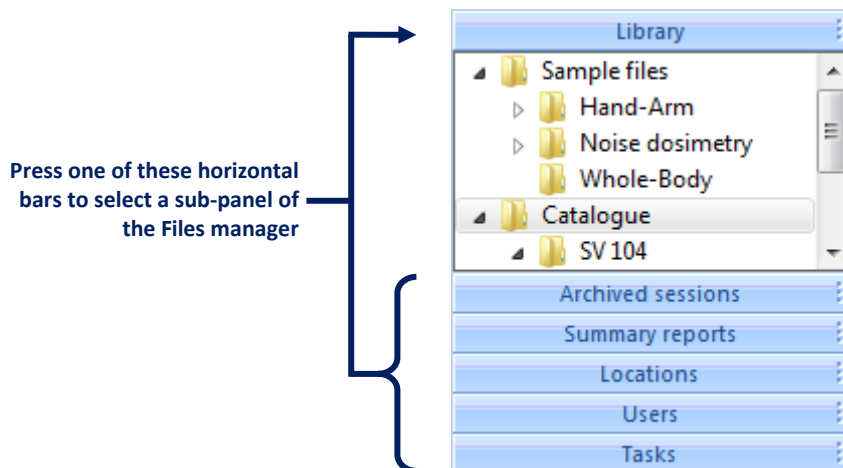 Library
Sample files
Hand-Arm
Noise dosimetry
Whole-Body
Catalogue
SV 104
Press one of these horizontal
bars to select a sub-panel of
the Files manager
Archived sessions
Summary reports
Locations
Users
Tasks